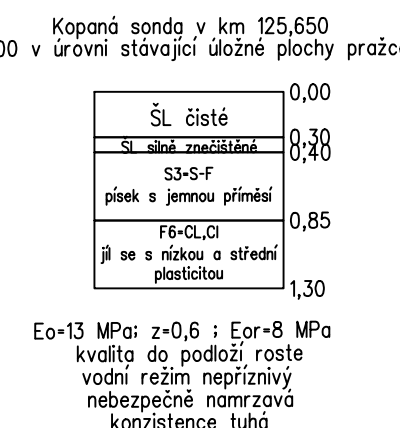 Kopaná sonda v km 125,650
00 v úrovni stávající úložné plochy pražc
0,00
ŠL čisté
0,30
ŠL silně znečištěné
0,40
S3=S-F
písek s jemnou příměsí
0,85
F6=CL,CI
jíl se s nízkou a střední
plasticitou
1,30
Eo=13 MPa; z=0,6 ; Eor=8 MPa
kvalita do podloží roste
vodní režim nepříznivý
nebezpečně namrzavá
konzistence tuhá